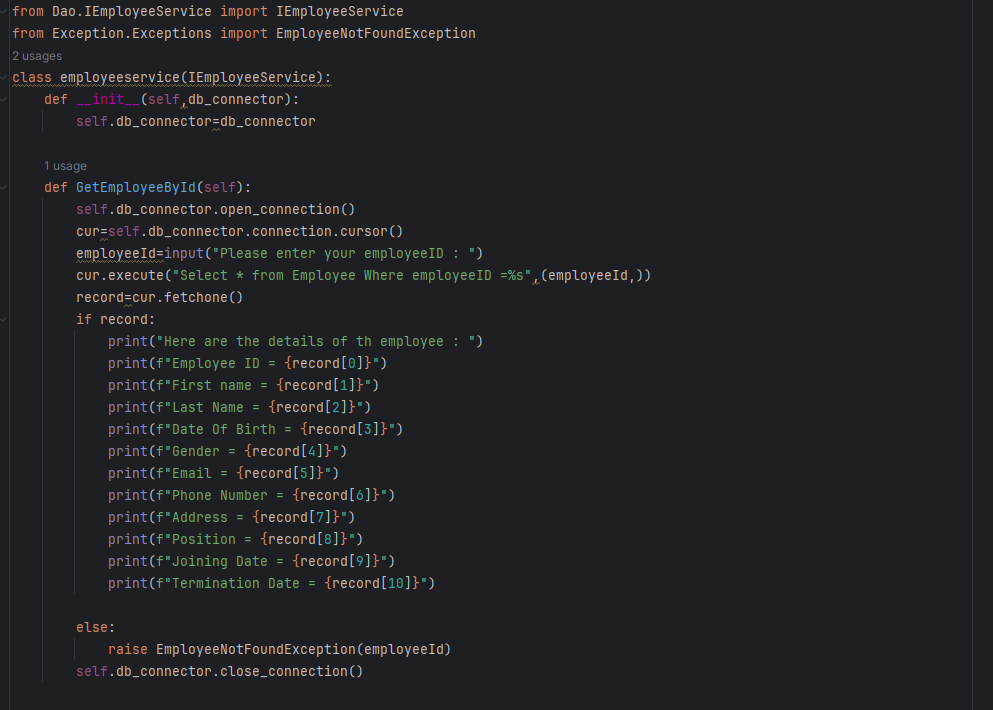 from Dao.IEmployeeService import IEmployeeService
from Exception.Exceptions import EmployeeNotFoundException
2 usages
class employeeservice(IEmployeeService):
    def __init__(self,db_connector):
        self.db_connector=db_connector

    1 usage
    def GetEmployeeById(self):
        self.db_connector.open_connection()
        cur=self.db_connector.connection.cursor()
        employeeId=input("Please enter your employeeID : ")
        cur.execute("Select * from Employee Where employeeID =%s",(employeeId,))
        record=cur.fetchone()
        if record:
            print("Here are the details of th employee : ")
            print(f"Employee ID = {record[0]}")
            print(f"First name = {record[1]}")
            print(f"Last Name = {record[2]}")
            print(f"Date Of Birth = {record[3]}")
            print(f"Gender = {record[4]}")
            print(f"Email = {record[5]}")
            print(f"Phone Number = {record[6]}")
            print(f"Address = {record[7]}")
            print(f"Position = {record[8]}")
            print(f"Joining Date = {record[9]}")
            print(f"Termination Date = {record[10]}")

        else:
            raise EmployeeNotFoundException(employeeId)
        self.db_connector.close_connection()